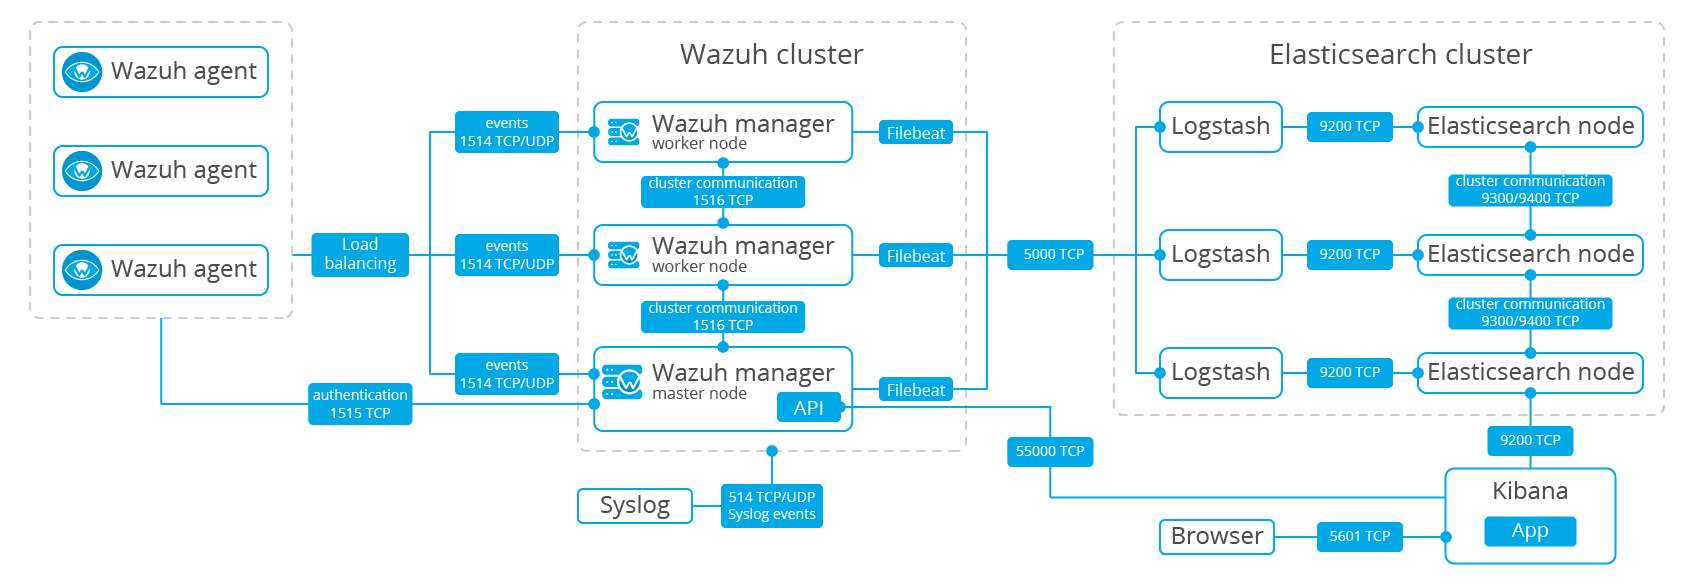 Wazuh agent
Wazuh agent
Wazuh agent
Load
balancing
authentication
1515 TCP
events
1514 TCP/UDP
events
1514 TCP/UDP
events
1514 TCP/UDP
Wazuh cluster
Wazuh manager
worker node
cluster communication
1516 TCP
Wazuh manager
worker node
cluster communication
1516 TCP
Wazuh manager
master node
API
Filebeat
Filebeat
Filebeat
Syslog
514 TCP/UDP
Syslog events
5000 TCP
55000 TCP
Elasticsearch cluster
Logstash
9200 TCP
Elasticsearch node
cluster communication
9300/9400 TCP
Logstash
9200 TCP
Elasticsearch node
cluster communication
9300/9400 TCP
Logstash
9200 TCP
Elasticsearch node
9200 TCP
Kibana
App
Browser
5601 TCP